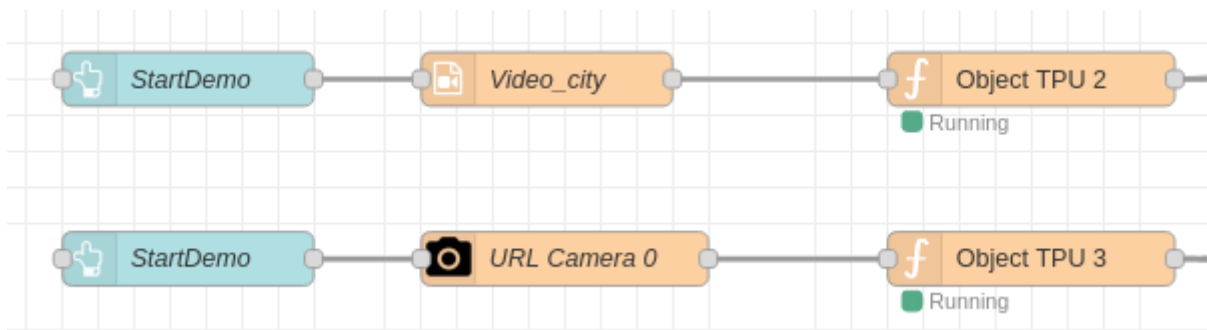 StartDemo
Video_city
Object TPU 2
Running
StartDemo
URL Camera 0
Object TPU 3
Running